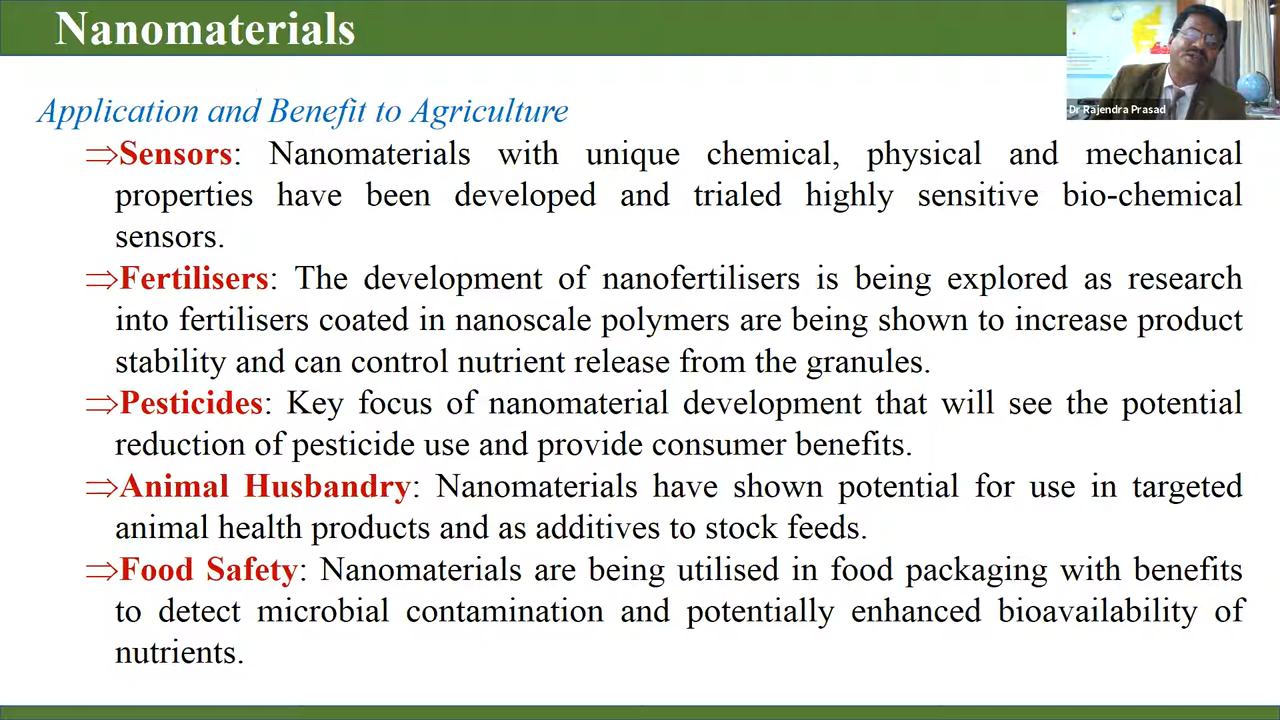 Nanomaterials
Dr Rajendra Prasad
Application and Benefit to Agriculture
⇒Sensors: Nanomaterials with unique chemical, physical and mechanical
properties have been developed and trialed highly sensitive bio-chemical
sensors.
⇒Fertilisers: The development of nanofertilisers is being explored as research
into fertilisers coated in nanoscale polymers are being shown to increase product
stability and can control nutrient release from the granules.
⇒Pesticides: Key focus of nanomaterial development that will see the potential
reduction of pesticide use and provide consumer benefits.
⇒Animal Husbandry: Nanomaterials have shown potential for use in targeted
animal health products and as additives to stock feeds.
⇒Food Safety: Nanomaterials are being utilised in food packaging with benefits
to detect microbial contamination and potentially enhanced bioavailability of
nutrients.